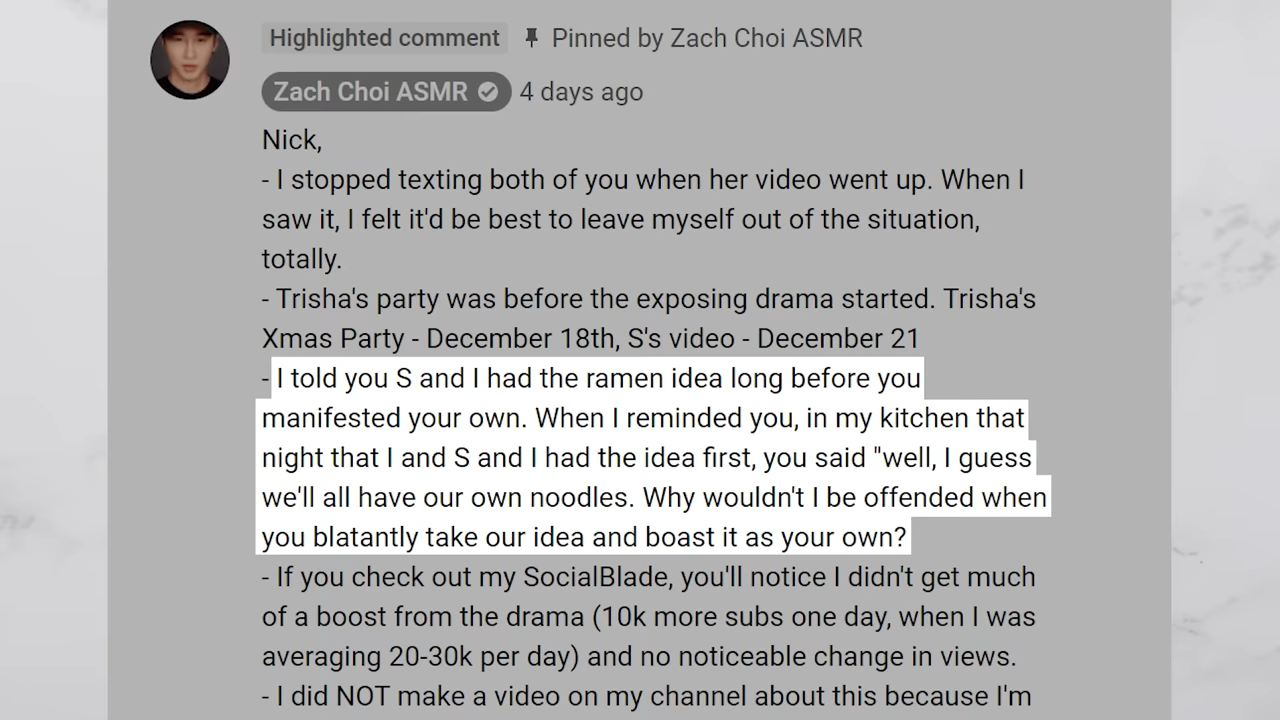 Highlighted comment Pinned by Zach Choi ASMR
Zach Choi ASMR 4 days ago
Nick,
- I stopped texting both of you when her video went up. When I
saw it, I felt it'd be best to leave myself out of the situation,
totally.
- Trisha's party was before the exposing drama started. Trisha's
Xmas Party - December 18th, S's video - December 21
- I told you S and I had the ramen idea long before you
manifested your own. When I reminded you, in my kitchen that
night that I and S and I had the idea first, you said "well, I guess
we'll all have our own noodles. Why wouldn't I be offended when
you blatantly take our idea and boast it as your own?
- If you check out my SocialBlade, you'll notice I didn't get much
of a boost from the drama (10k more subs one day, when I was
averaging 20-30k per day) and no noticeable change in views.
- I did NOT make a video on my channel about this because I'm